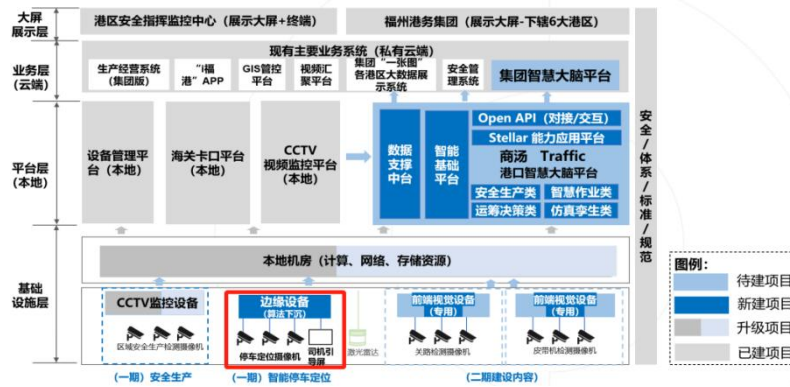 大屏
展示层
港区安全指挥监控中心（展示大屏+终端）
福州港务集团（展示大屏-下辖6大港区）
业务层
（云端）
现有主要业务系统（私有云端）
生产经营系统
（集团版）
“i福
港”APP
GIS管控
平台
视频汇
聚平台
集团“一张图”
各港区大数据展
示系统
安全管
理系统
集团智慧大脑平台
平台层
（本地）
设备管理平
台（本地）
海关卡口平台
（本地）
CCTV
视频监控平台
（本地）
数据
支撑
中台
智能
基础
平台
Open API（对接/交互）
Stellar 能力应用平台
商汤 Traffic
港口智慧大脑平台
安全生产类
智慧作业类
运筹决策类
仿真孪生类
安全/体系/标准/规范
基础
设施层
本地机房（计算、网络、存储资源）
CCTV监控设备
区域安全生产检测摄像机
边缘设备
（算法下沉）
停车定位摄像机
司机引
导屏
激光雷达
前端视觉设备
（专用）
关路检测摄像机
前端视觉设备
（专用）
皮带机检测摄像机
（一期）安全生产
（一期）智能停车定位
（二期建设内容）
图例：
待建项目
新建项目
升级项目
已建项目